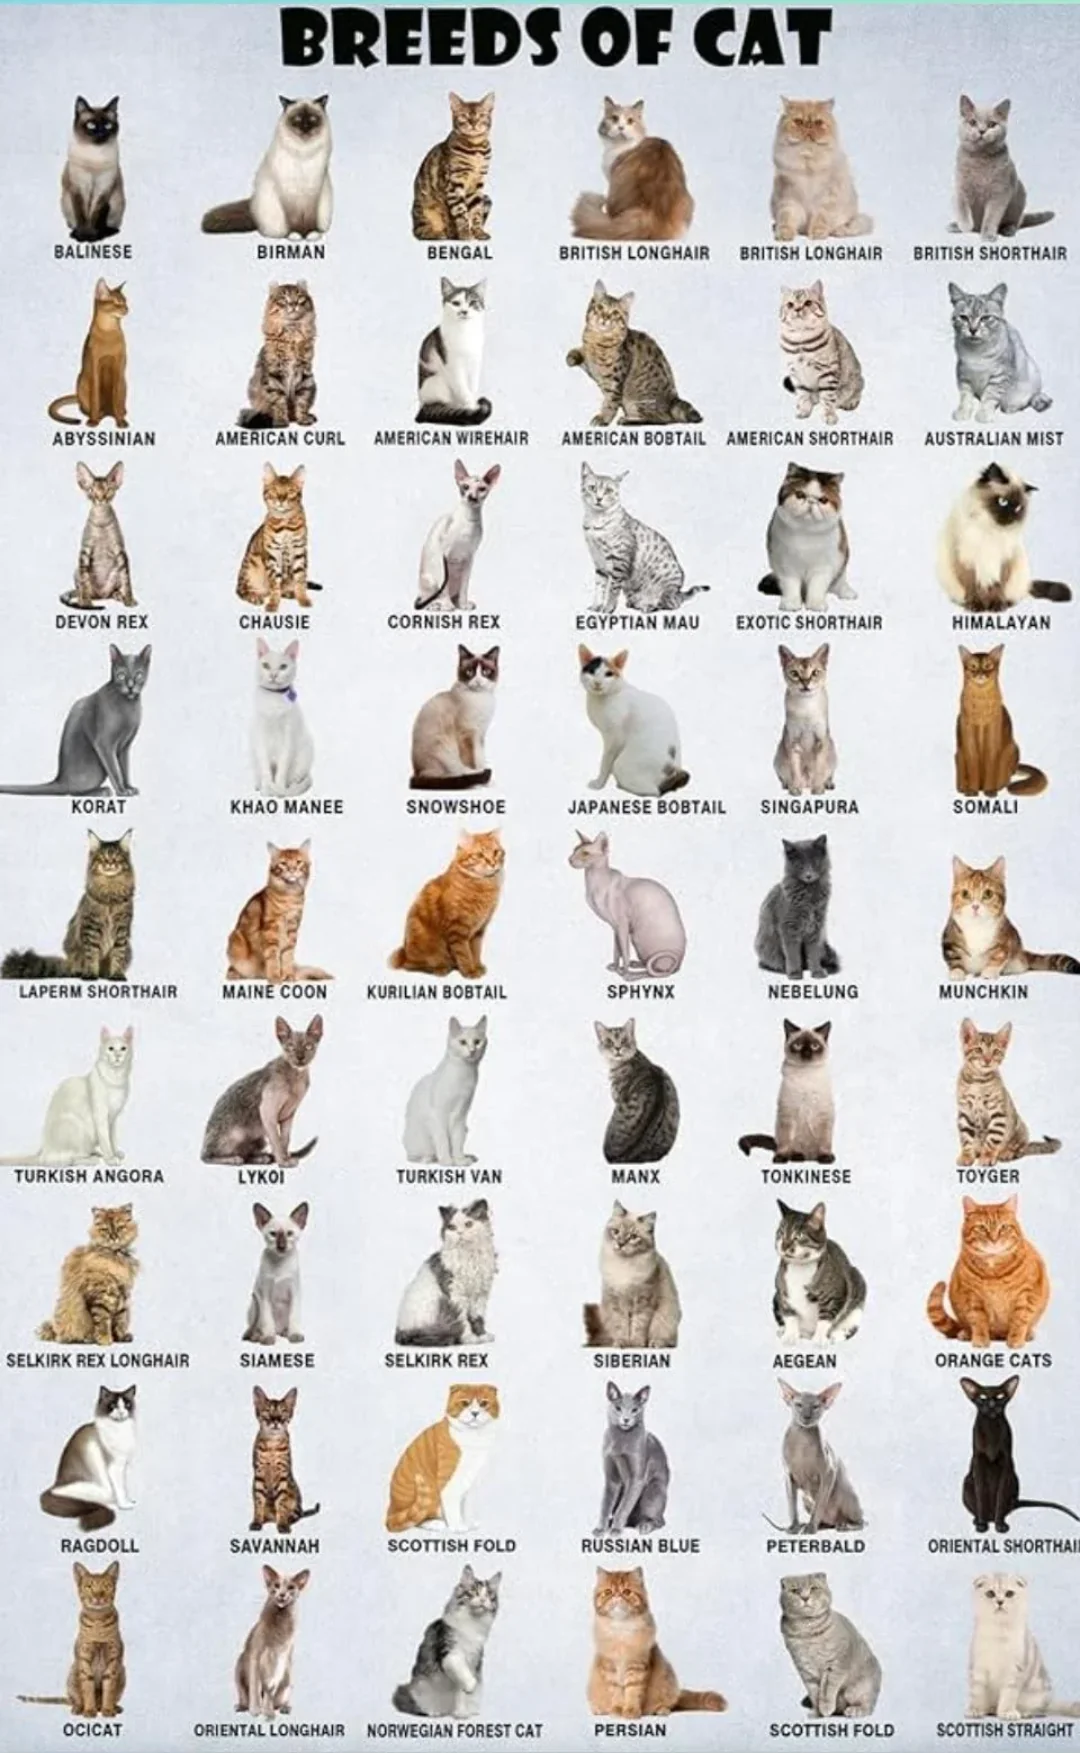 BREEDS OF CAT
BALINESE
BIRMAN
BENGAL
BRITISH LONGHAIR
BRITISH LONGHAIR
BRITISH SHORTHAIR
ABYSSINIAN
AMERICAN CURL
AMERICAN WIREHAIR
AMERICAN BOBTAIL
AMERICAN SHORTHAIR
AUSTRALIAN MIST
DEVON REX
CHAUSIE
CORNISH REX
EGYPTIAN MAU
EXOTIC SHORTHAIR
HIMALAYAN
KORAT
KHAO MANEE
SNOWSHOE
JAPANESE BOBTAIL
SINGAPURA
SOMALI
LAPERM SHORTHAIR
MAINE COON
KURILIAN BOBTAIL
SPHYNX
NEBELUNG
MUNCHKIN
TURKISH ANGORA
LYKOI
TURKISH VAN
MANX
TONKINESE
TOYGER
SELKIRK REX LONGHAIR
SIAMESE
SELKIRK REX
SIBERIAN
AEGEAN
ORANGE CATS
RAGDOLL
SAVANNAH
SCOTTISH FOLD
RUSSIAN BLUE
PETERBALD
ORIENTAL SHORTHAI
OCICAT
ORIENTAL LONGHAIR
NORWEGIAN FOREST CAT
PERSIAN
SCOTTISH FOLD
SCOTTISH STRAIGHT